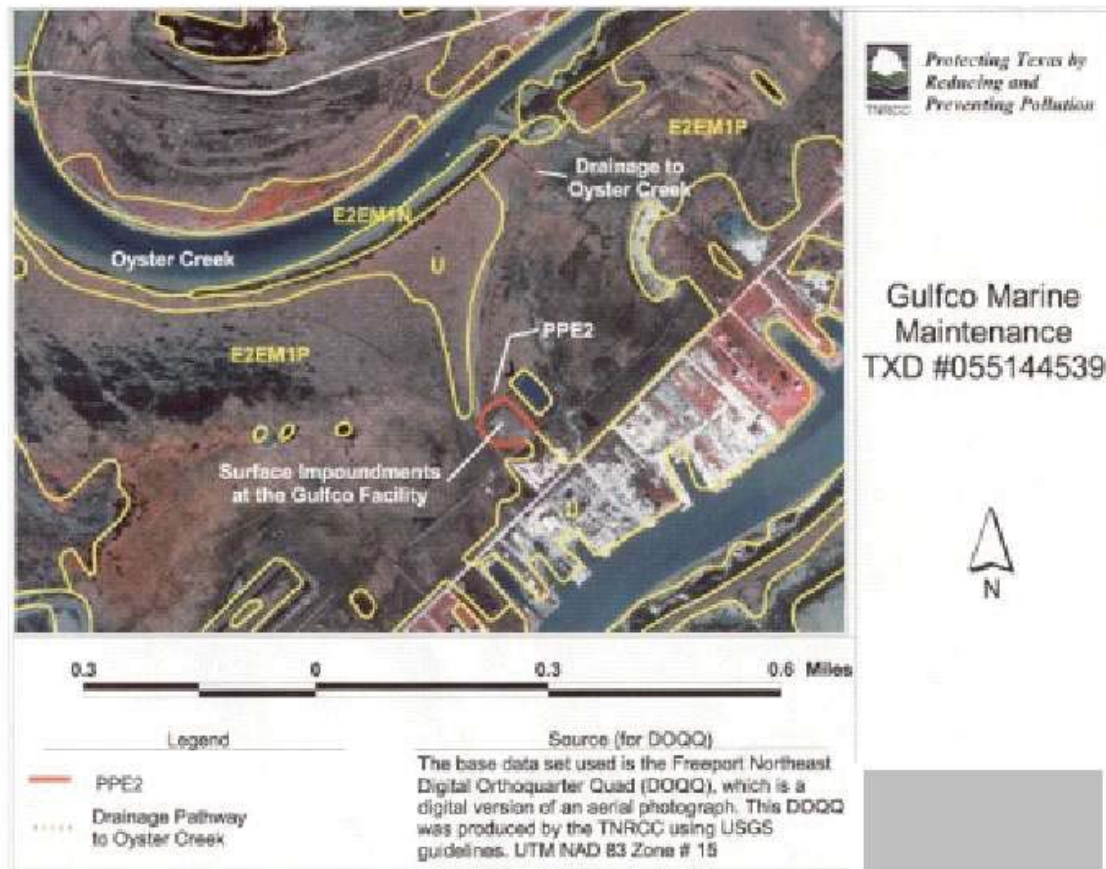 E2EM1P
Drainage to
Oyster Creek
E2EM1N
Oyster Creek
U
PPE2
E2EM1P
Surface Impoundments
at the Gulfco Facility
U
TNRCC
Protecting Texas by
Reducing and
Preventing Pollution
Gulfco Marine
Maintenance
TXD #055144539
N
0.3 0 0.3 0.6 Miles
Legend
PPE2
Drainage Pathway
to Oyster Creek
Source (for DOQQ)
The base data set used is the Freeport Northeast
Digital Orthoquarter Quad (DOQQ), which is a
digital version of an aerial photograph. This DOQQ
was produced by the TNRCC using USGS
guidelines. UTM NAD 83 Zone # 15